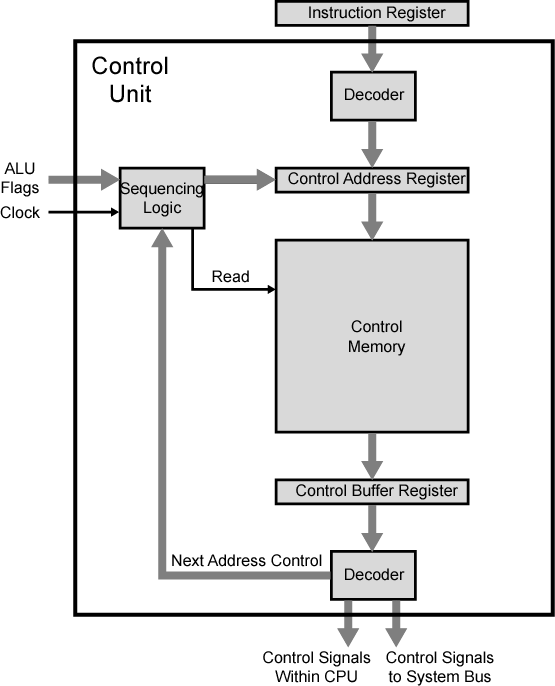 Instruction Register
Control
Unit
Decoder
ALU
Flags
Sequencing
Logic
Control Address Register
Clock
Read
Control
Memory
Control Buffer Register
Next Address Control
Decoder
Control Signals
Within CPU
Control Signals
to System Bus